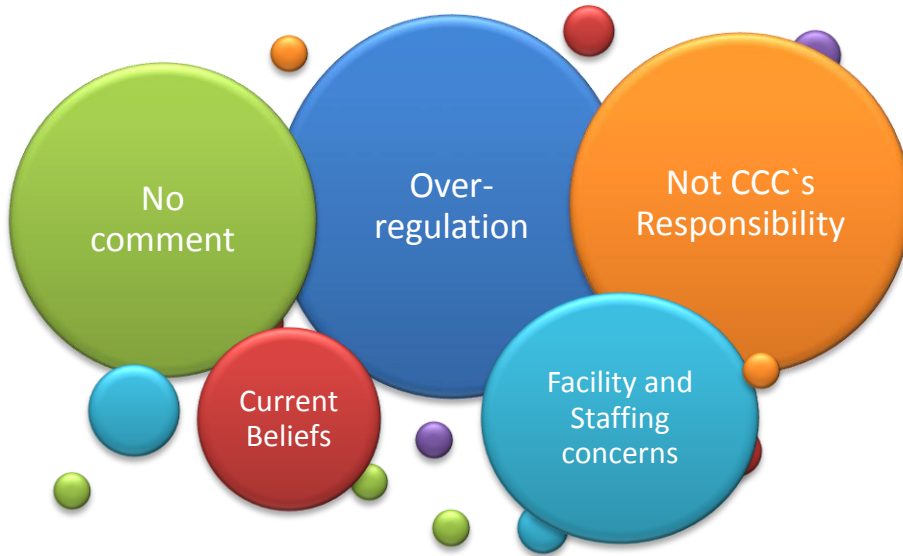 No
comment
Over-
regulation
Not CCC`s
Responsibility
Current
Beliefs
Facility and
Staffing
concerns